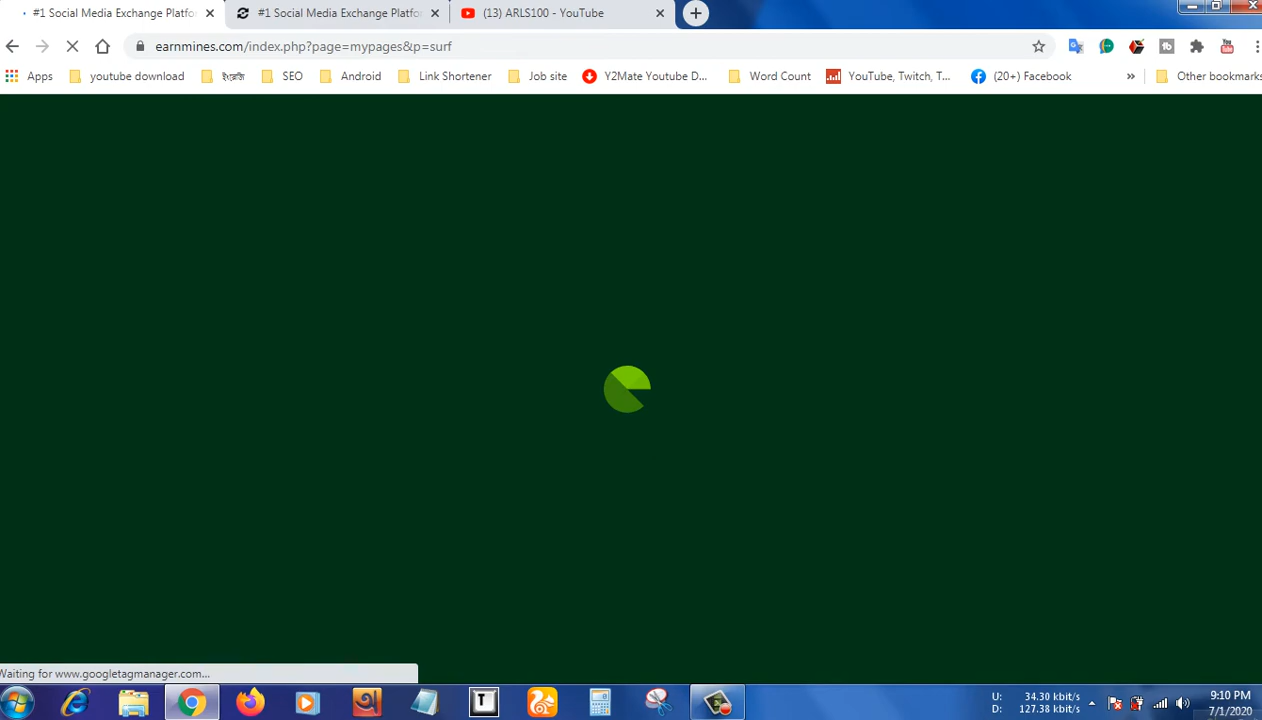 #1 Social Media Exchange Platfo
#1 Social Media Exchange Platfo
(13) ARLS100 - YouTube
earnmines.com/index.php?page=mypages&p=surf
Apps
youtube download
ইংরেজি
SEO
Android
Link Shortener
Job site
Y2Mate Youtube D...
Word Count
YouTube, Twitch, T...
(20+) Facebook
»
Other bookmarks
Waiting for www.googletagmanager.com...
U: 34.30 kbit/s
D: 127.38 kbit/s
9:10 PM
7/1/2020